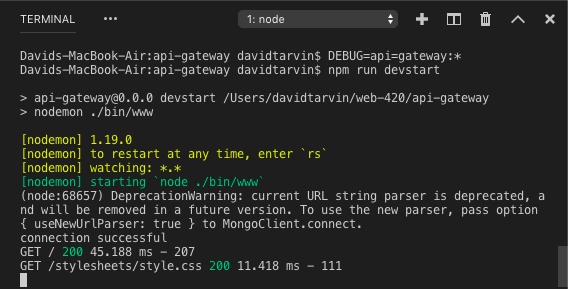 TERMINAL ... 1: node
Davids-MacBook-Air:api-gateway davidtarvin$ DEBUG=api=gateway:*
Davids-MacBook-Air:api-gateway davidtarvin$ npm run devstart
> api-gateway@0.0.0 devstart /Users/davidtarvin/web-420/api-gateway
> nodemon ./bin/www
[nodemon] 1.19.0
[nodemon] to restart at any time, enter `rs`
[nodemon] watching: *.*
[nodemon] starting `node ./bin/www`
(node:68657) DeprecationWarning: current URL string parser is deprecated, a
nd will be removed in a future version. To use the new parser, pass option
{ useNewUrlParser: true } to MongoClient.connect.
connection successful
GET / 200 45.188 ms - 207
GET /stylesheets/style.css 200 11.418 ms - 111